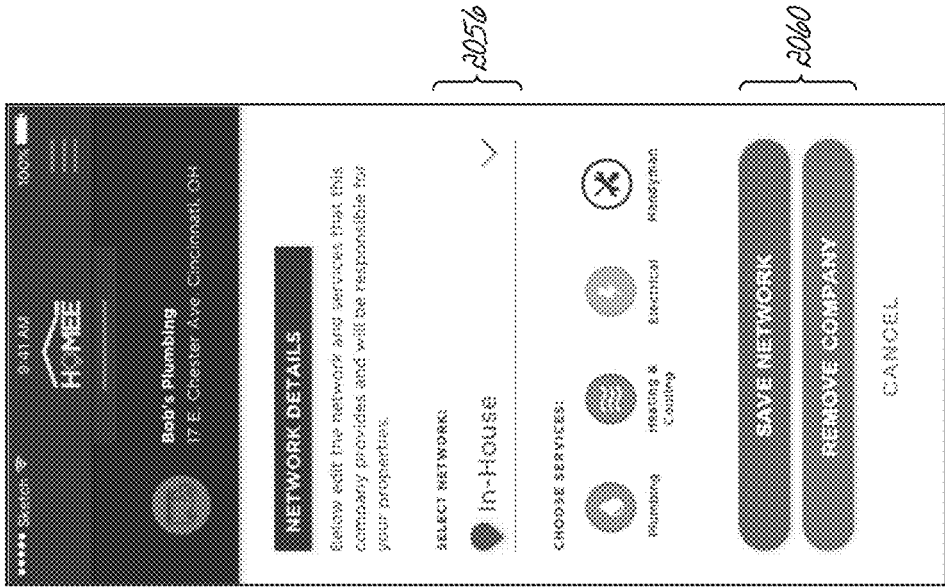 Sketch 9:41 AM 100%
HOMEE
Bob's Plumbing
17 E. Chester Ave Cincinnati, OH
NETWORK DETAILS
Below edit the network and services that this
company provides and will be responsible for
your properties.
SELECT NETWORK:
In-House
2056
CHOOSE SERVICES:
Plumbing Heating & Cooling Electrical Handyman
SAVE NETWORK
REMOVE COMPANY
2060
CANCEL